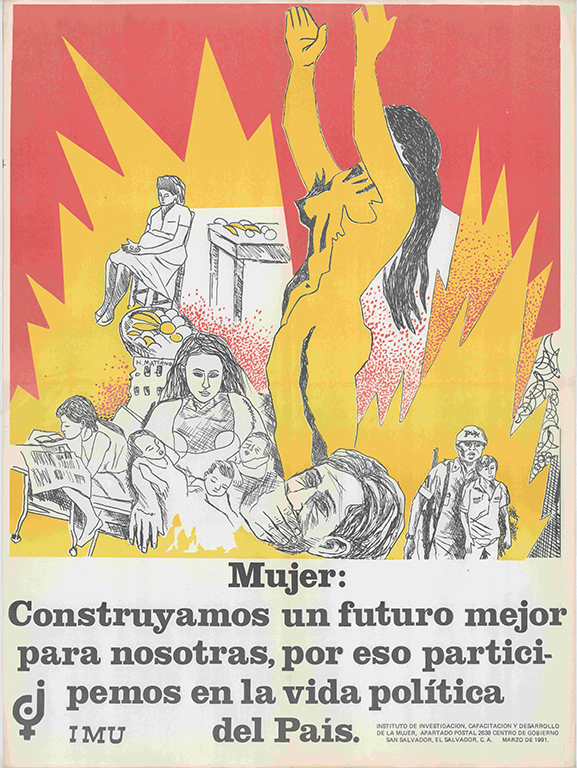 H. MATERN
PN
Mujer:
Construyamos un futuro mejor
para nosotras, por eso partici-
pemos en la vida política
del País.
IMU
INSTITUTO DE INVESTIGACION, CAPACITACION Y DESARROLLO
DE LA MUJER, APARTADO POSTAL 2638 CENTRO DE GOBIERNO
SAN SALVADOR, EL SALVADOR, C. A. MARZO DE 1991.